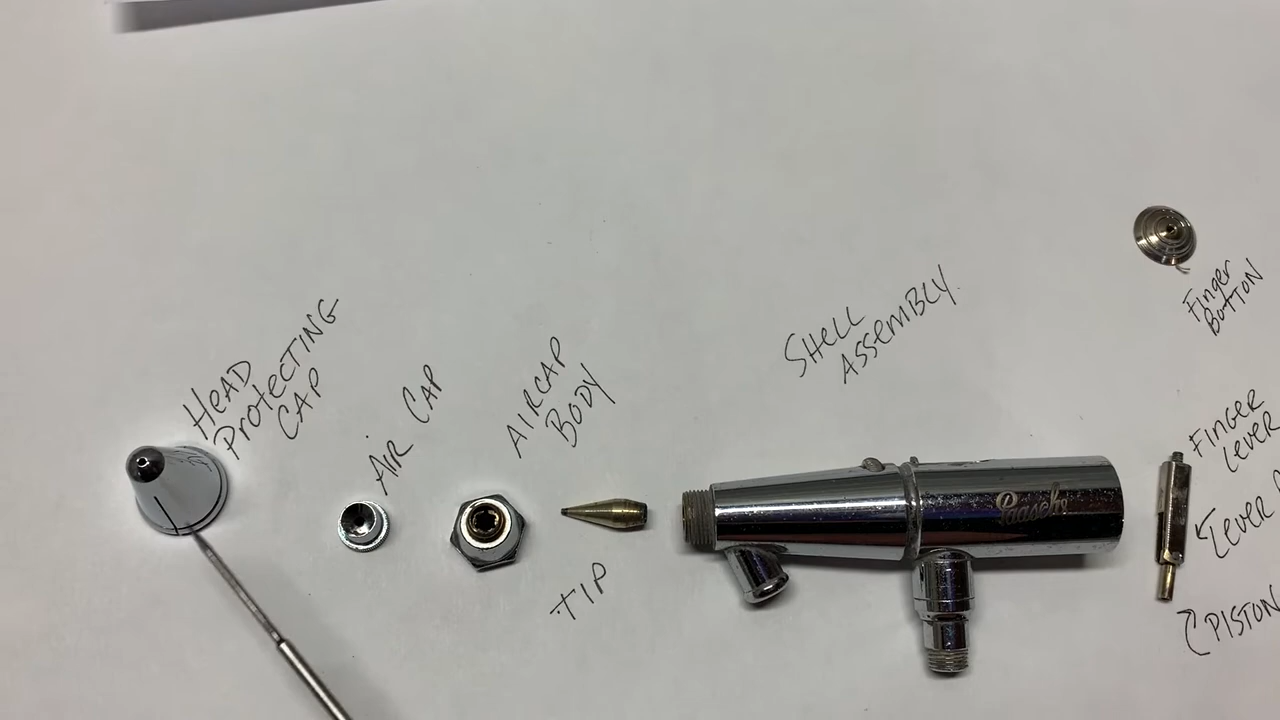 HEAD
PROTECTING
CAP
AIR CAP
AIRCAP
BODY
TIP
SHELL
ASSEMBLY.
Paasche
FINGER
BUTTON
FINGER
LEVER
LEVER
PISTON